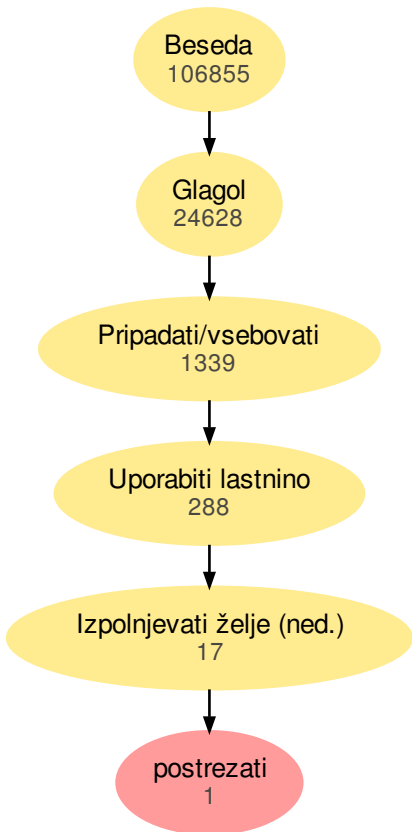 Beseda
106855
Glagol
24628
Pripadati/vsebovati
1339
Uporabiti lastnino
288
Izpolnjevati želje (ned.)
17
postrezati
1